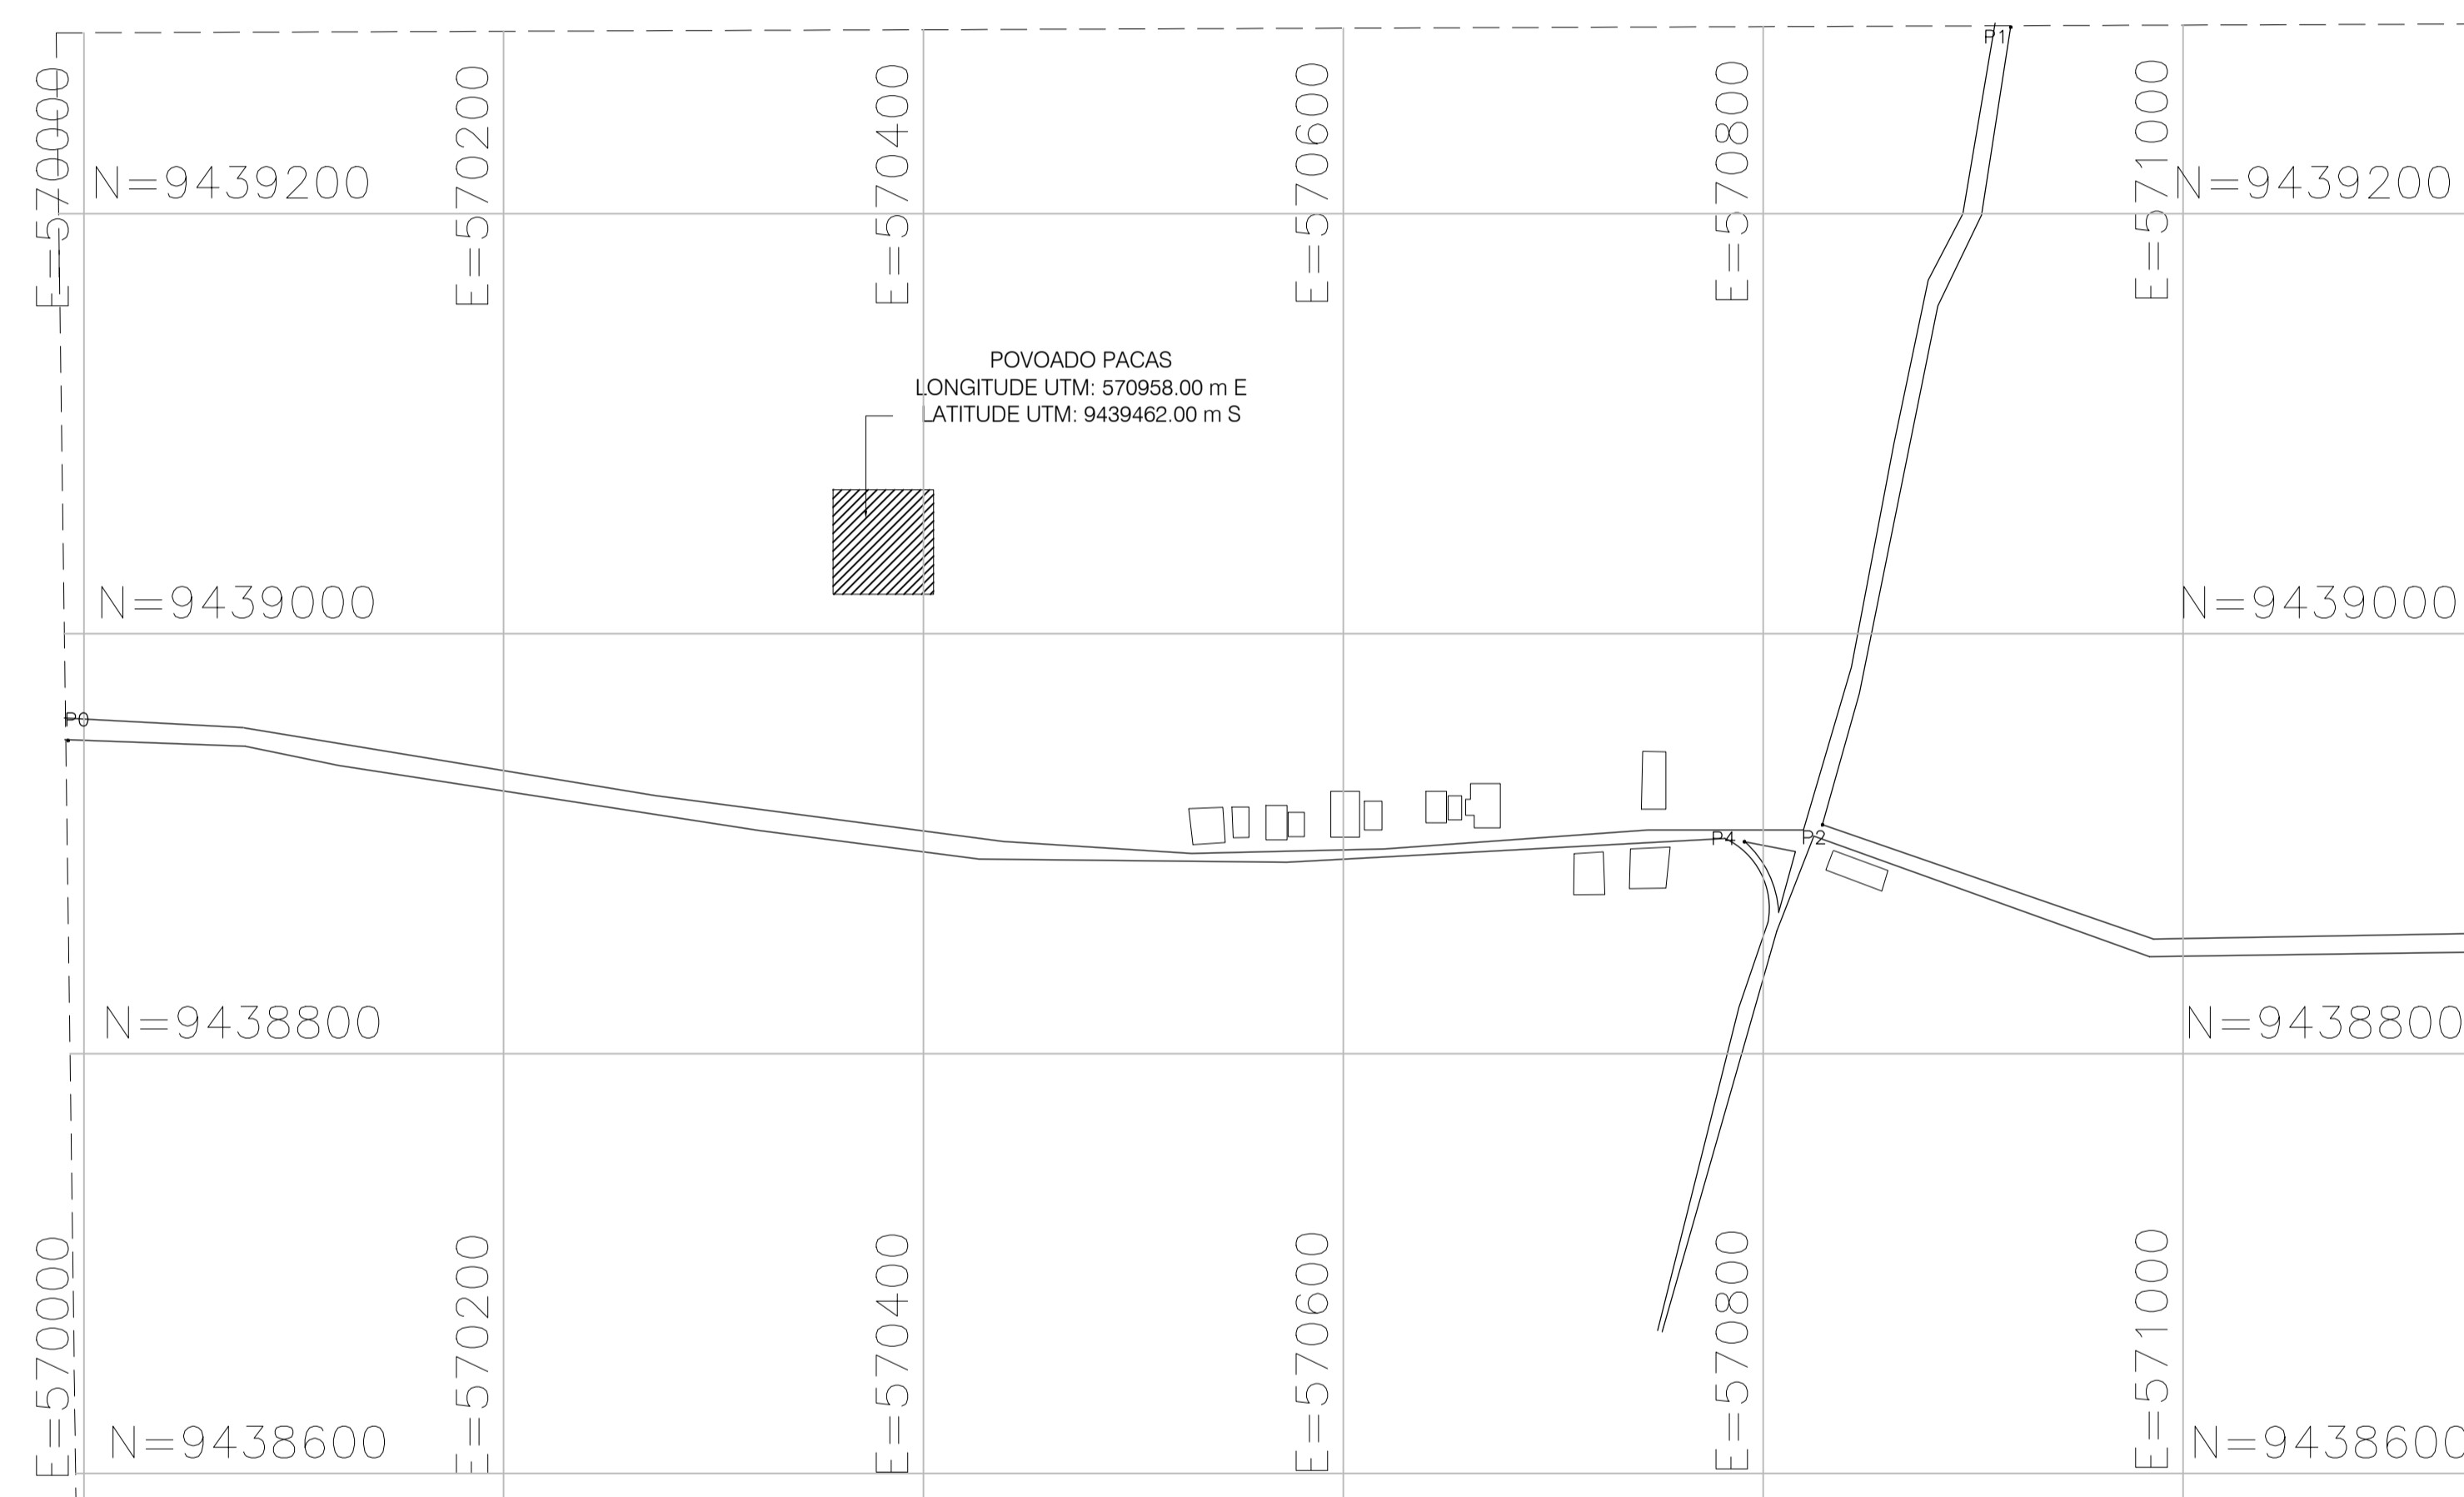 P1
E=570000
E=570200
E=570400
E=570600
E=570800
E=571000
N=9439200
N=9439200
POVOADO PACAS
LONGITUDE UTM: 570958.00 m E
LATITUDE UTM: 9439462.00 m S
N=9439000
N=9439000
P0
P4
P2
N=9438800
N=9438800
E=570000
E=570200
E=570400
E=570600
E=570800
E=571000
N=9438600
N=9438600